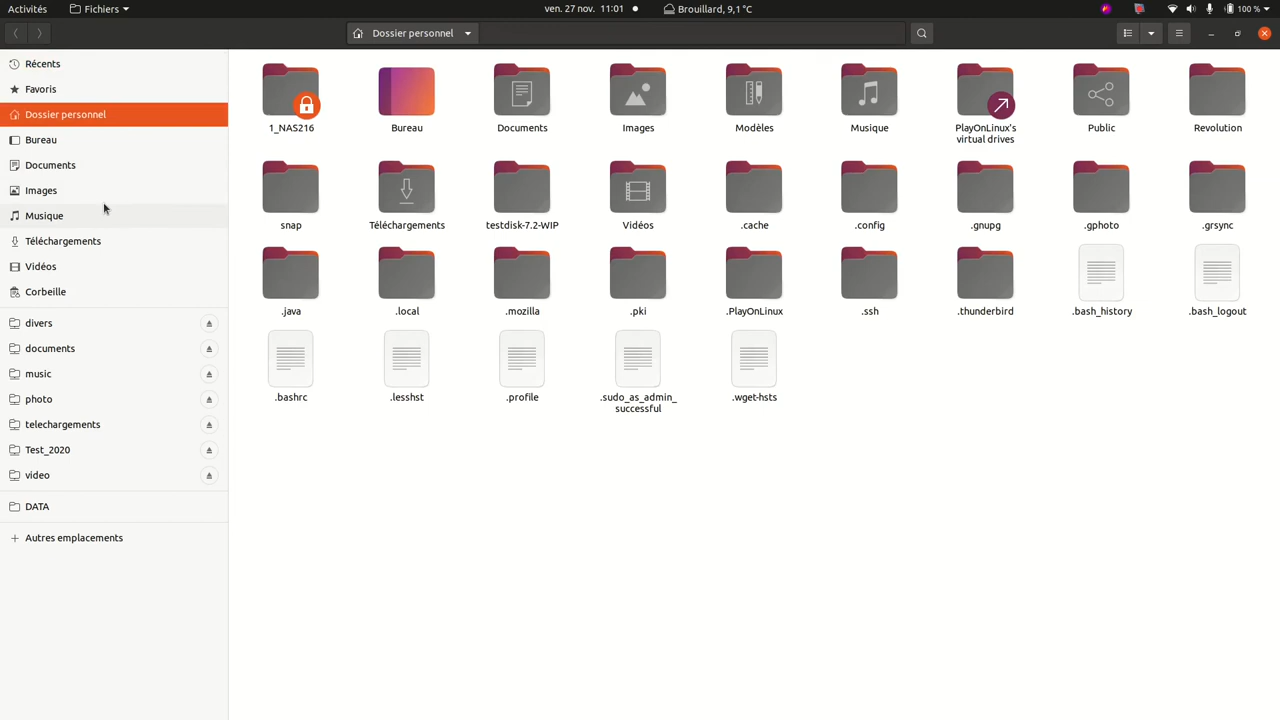 Activités
Fichiers
ven. 27 nov. 11:01
Brouillard, 9,1 °C
100 %
Dossier personnel
Récents
Favoris
Dossier personnel
Bureau
Documents
Images
Musique
Téléchargements
Vidéos
Corbeille
divers
documents
music
photo
telechargements
Test_2020
video
DATA
Autres emplacements
1_NAS216
Bureau
Documents
Images
Modèles
Musique
PlayOnLinux's
virtual drives
Public
Revolution
snap
Téléchargements
testdisk-7.2-WIP
Vidéos
.cache
.config
.gnupg
.gphoto
.grsync
.java
.local
.mozilla
.pki
.PlayOnLinux
.ssh
.thunderbird
.bash_history
.bash_logout
.bashrc
.lesshst
.profile
.sudo_as_admin_
successful
.wget-hsts